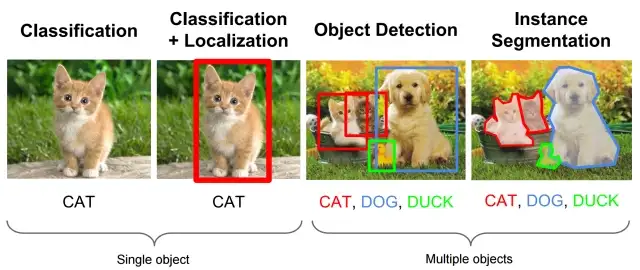 Classification
Classification
+ Localization
Object Detection
Instance
Segmentation
CAT
CAT
CAT, DOG, DUCK
CAT, DOG, DUCK
Single object
Multiple objects